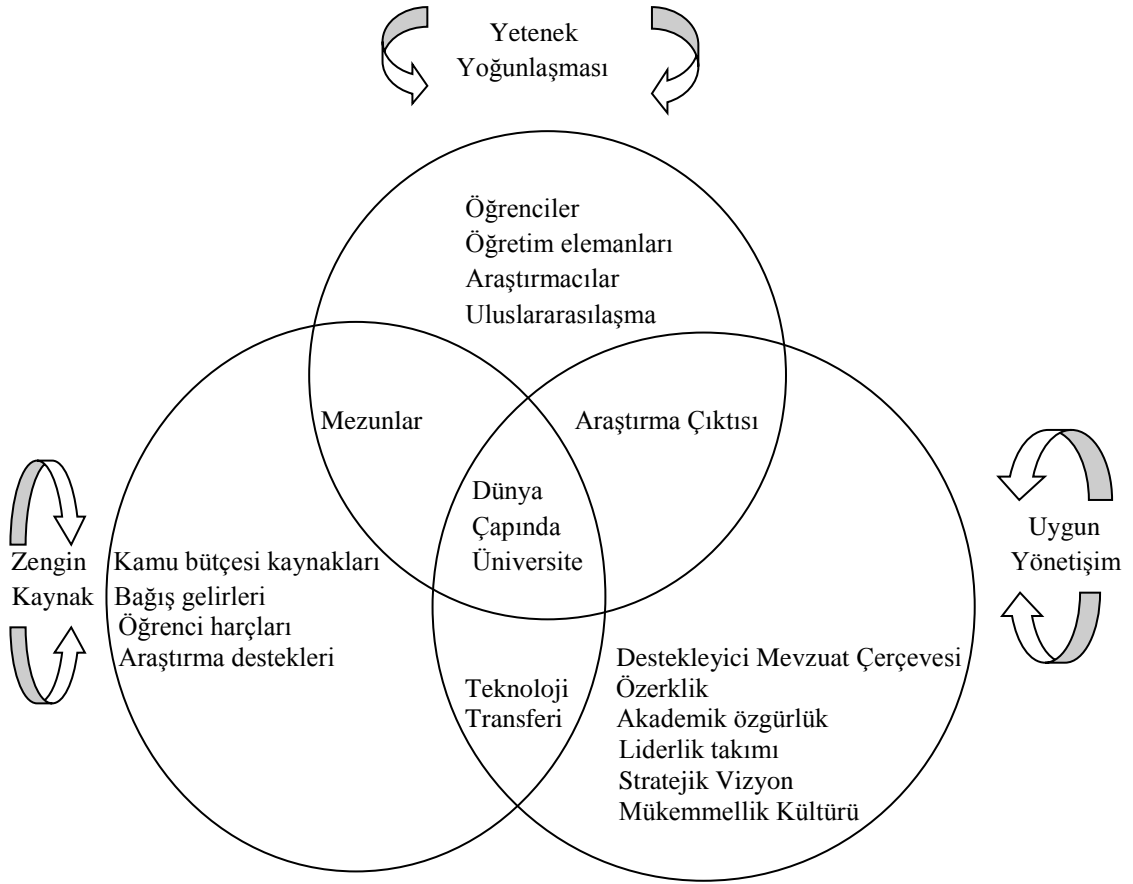 Yetenek
Yoğunlaşması
Öğrenciler
Öğretim elemanları
Araştırmacılar
Uluslararasılaşma
Mezunlar
Araştırma Çıktısı
Dünya
Çapında
Üniversite
Zengin
Kaynak
Kamu bütçesi kaynakları
Bağış gelirleri
Öğrenci harçları
Araştırma destekleri
Uygun
Yönetişim
Teknoloji
Transferi
Destekleyici Mevzuat Çerçevesi
Özerklik
Akademik özgürlük
Liderlik takımı
Stratejik Vizyon
Mükemmellik Kültürü